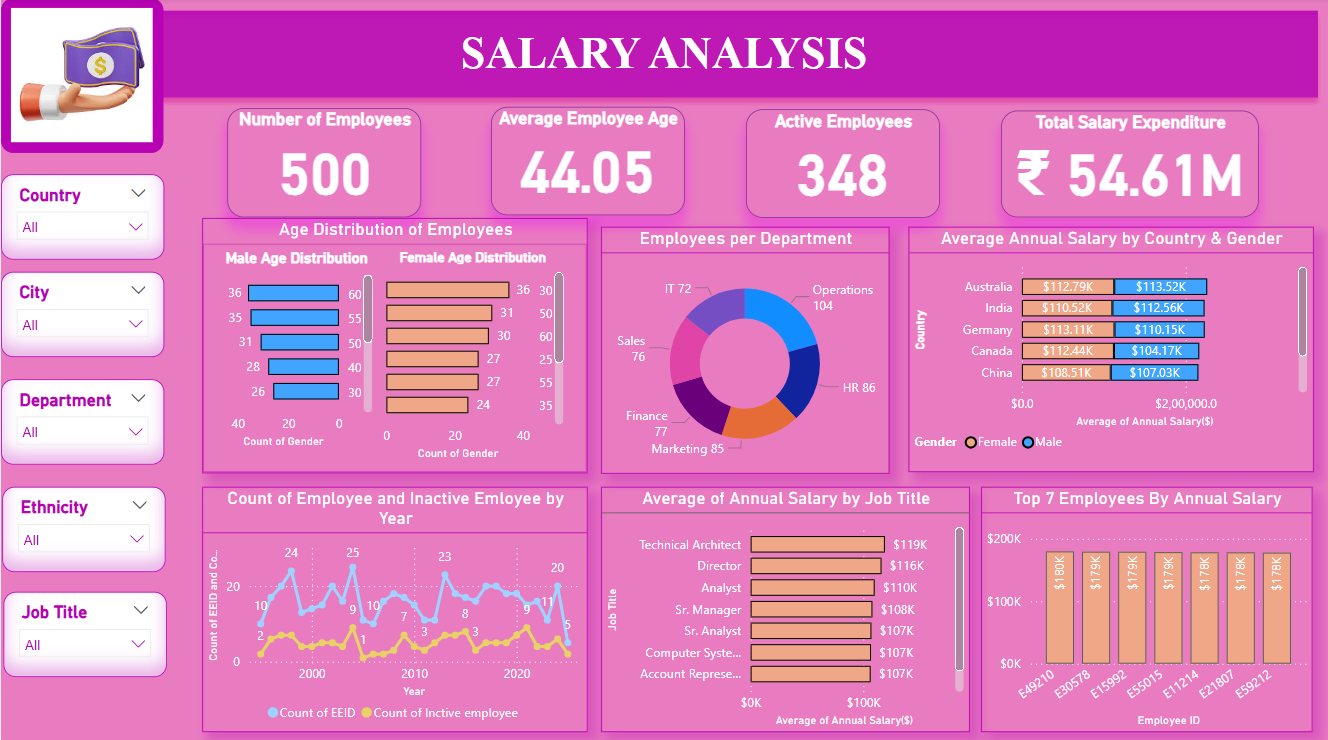 SALARY ANALYSIS
$
Number of Employees
500
Average Employee Age
44.05
Active Employees
348
Total Salary Expenditure
₹ 54.61M
Country
All
City
All
Department
All
Ethnicity
All
Job Title
All
Age Distribution of Employees
Male Age Distribution
36 60
35 55
31 50
28 40
26 30
40 20 0
Count of Gender
Female Age Distribution
36 30
31 50
30 60
27 25
27 55
24 35
0 20 40
Count of Gender
Employees per Department
IT 72
Operations
104
Sales
76
HR 86
Finance
77
Marketing 85
Average Annual Salary by Country & Gender
Country
Australia $112.79K $113.52K
India $110.52K $112.56K
Germany $113.11K $110.15K
Canada $112.44K $104.17K
China $108.51K $107.03K
$0.0 $2,00,000.0
Average of Annual Salary($)
Gender Female Male
Count of Employee and Inactive Emloyee by
Year
Count of EEID and Co...
20
0
24 25 23 20
10 10 7 11 5
2 9 1 3 8 3 9
2000 2010 2020
Year
Count of EEID Count of Inctive employee
Average of Annual Salary by Job Title
Job Title
Technical Architect $119K
Director $116K
Analyst $110K
Sr. Manager $108K
Sr. Analyst $107K
Computer Syste... $107K
Account Represe... $107K
$0K $100K
Average of Annual Salary($)
Top 7 Employees By Annual Salary
$200K
$100K
$0K
$180K $179K $179K $179K $178K $178K $178K
E49210 E30578 E15992 E55015 E11214 E21807 E59212
Employee ID